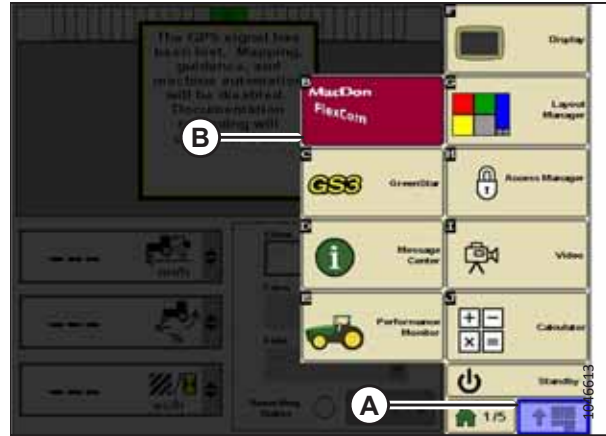 The GPS signal has
been lost. Mapping,
guidance, and
machine automation
will be disabled.
Documentation
will
B
MacDon
FlexCom
B
C
GS3
GreenStar
D
Message
Center
E
Performance
Monitor
F
Display
G
Layout
Manager
H
Access Manager
I
Video
J
Calculator
Standby
1/5
A
--- 
---
---
1046613